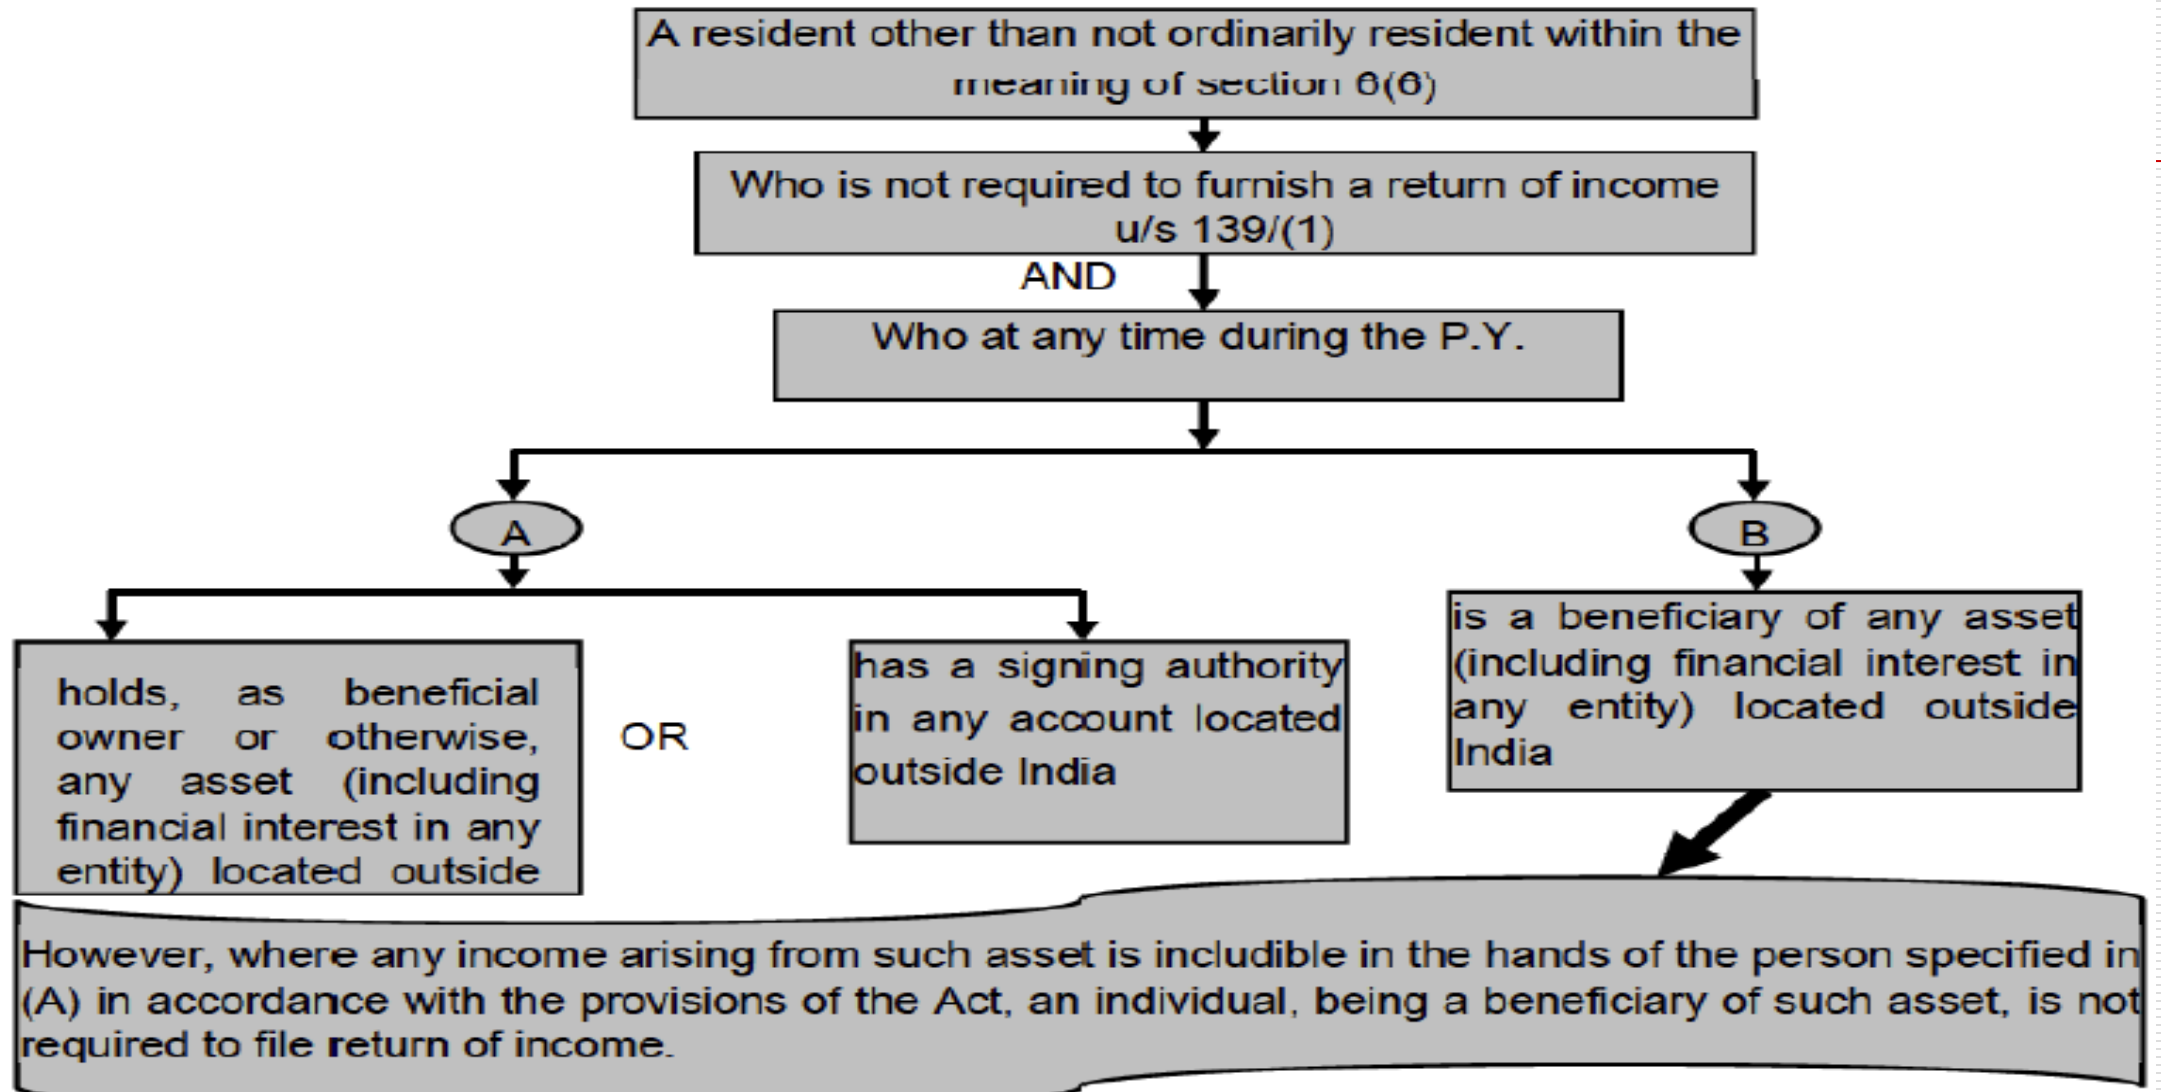 A resident other than not ordinarily resident within the
meaning of section 6(6)
Who is not required to furnish a return of income
u/s 139/(1)
AND
Who at any time during the P.Y.
A
B
holds, as beneficial
owner or otherwise,
any asset (including
financial interest in any
entity) located outside
OR
has a signing authority
in any account located
outside India
is a beneficiary of any asset
(including financial interest in
any entity) located outside
India
However, where any income arising from such asset is includible in the hands of the person specified in
(A) in accordance with the provisions of the Act, an individual, being a beneficiary of such asset, is not
required to file return of income.